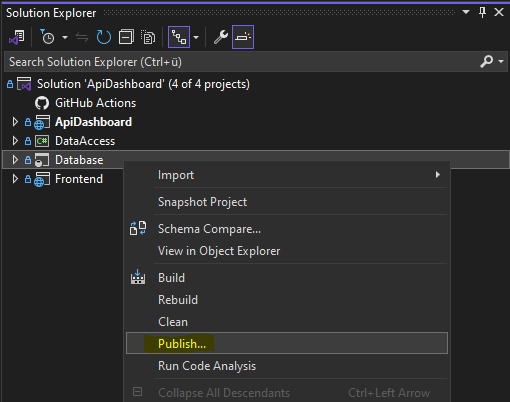 Solution Explorer
Search Solution Explorer (Ctrl+ü)
Solution 'ApiDashboard' (4 of 4 projects)
GitHub Actions
ApiDashboard
C# DataAccess
Database
Frontend
Import
Snapshot Project
Schema Compare...
View in Object Explorer
Build
Rebuild
Clean
Publish...
Run Code Analysis
Collapse All Descendants Ctrl+Left Arrow